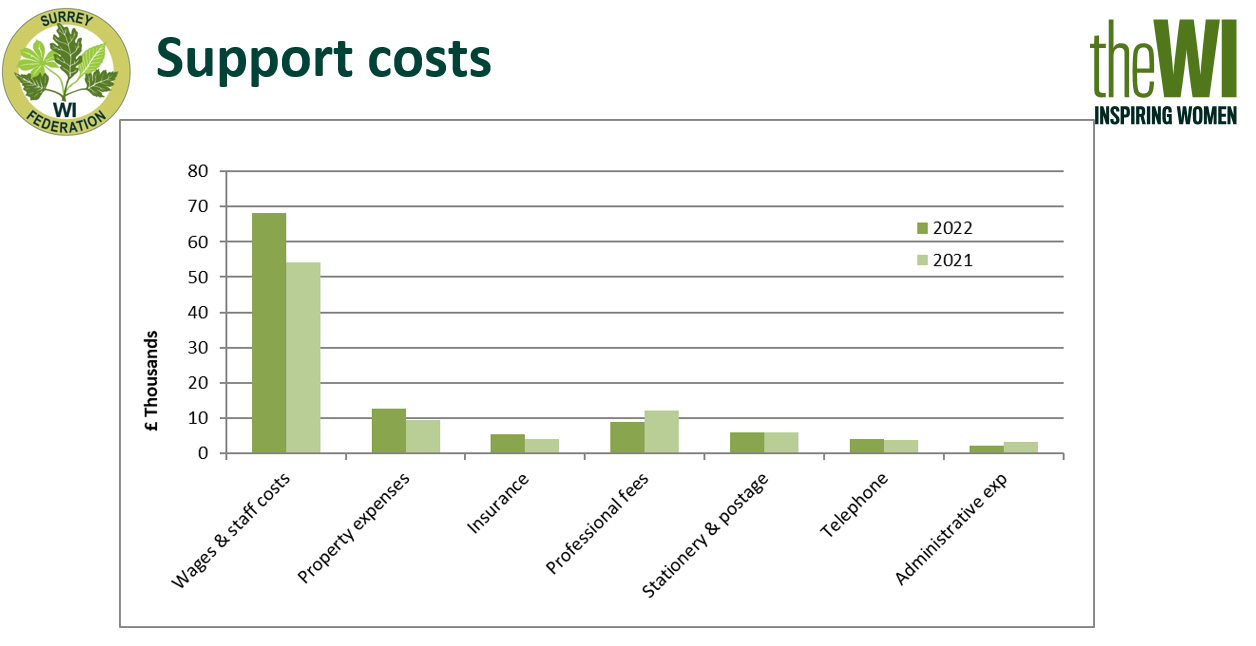 SURREY
WI
FEDERATION
Support costs
theWI
INSPIRING WOMEN
80
70
60
50
40
30
20
10
0
£ Thousands
2022
2021
Wages & staff costs
Property expenses
Insurance
Professional fees
Stationery & postage
Telephone
Administrative exp